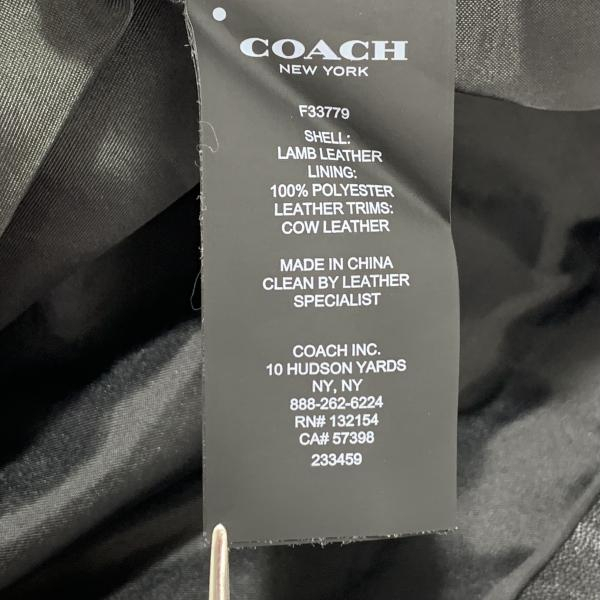 COACH
NEW YORK
F33779
SHELL:
LAMB LEATHER
LINING:
100% POLYESTER
LEATHER TRIMS:
COW LEATHER
MADE IN CHINA
CLEAN BY LEATHER
SPECIALIST
COACH INC.
10 HUDSON YARDS
NY, NY
888-262-6224
RN# 132154
CA# 57398
233459